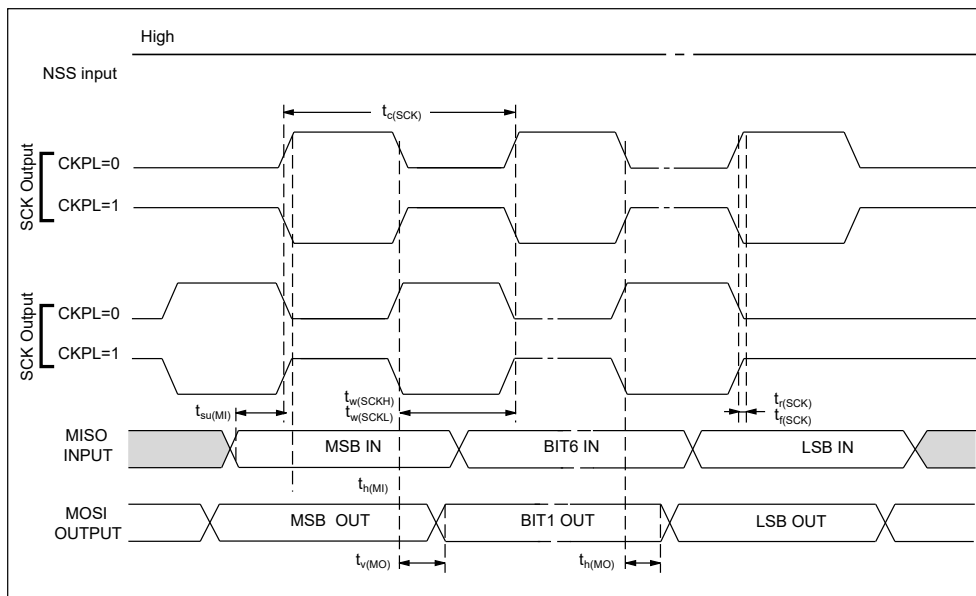 High
NSS input
tc(SCK)
SCK Output
CKPL=0
CKPL=1
SCK Output
CKPL=0
CKPL=1
tsu(MI)
tw(SCKH)
tw(SCKL)
tr(SCK)
tf(SCK)
MISO
INPUT
MSB IN
BIT6 IN
LSB IN
th(MI)
MOSI
OUTPUT
MSB OUT
BIT1 OUT
LSB OUT
tv(MO)
th(MO)